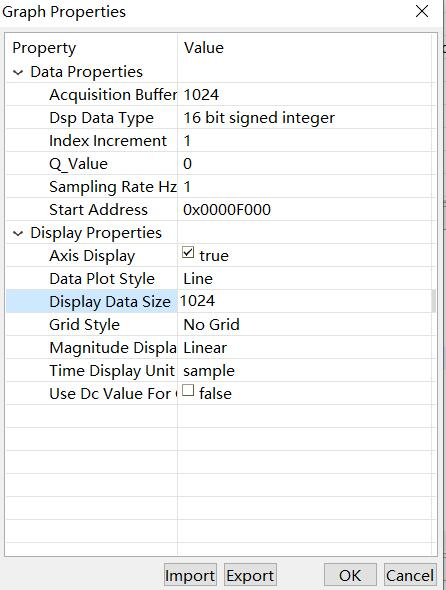 Graph Properties
Property Value
Data Properties
Acquisition Buffer 1024
Dsp Data Type 16 bit signed integer
Index Increment 1
Q_Value 0
Sampling Rate Hz 1
Start Address 0x0000F000
Display Properties
Axis Display true
Data Plot Style Line
Display Data Size 1024
Grid Style No Grid
Magnitude Displa Linear
Time Display Unit sample
Use Dc Value For false
Import Export OK Cancel